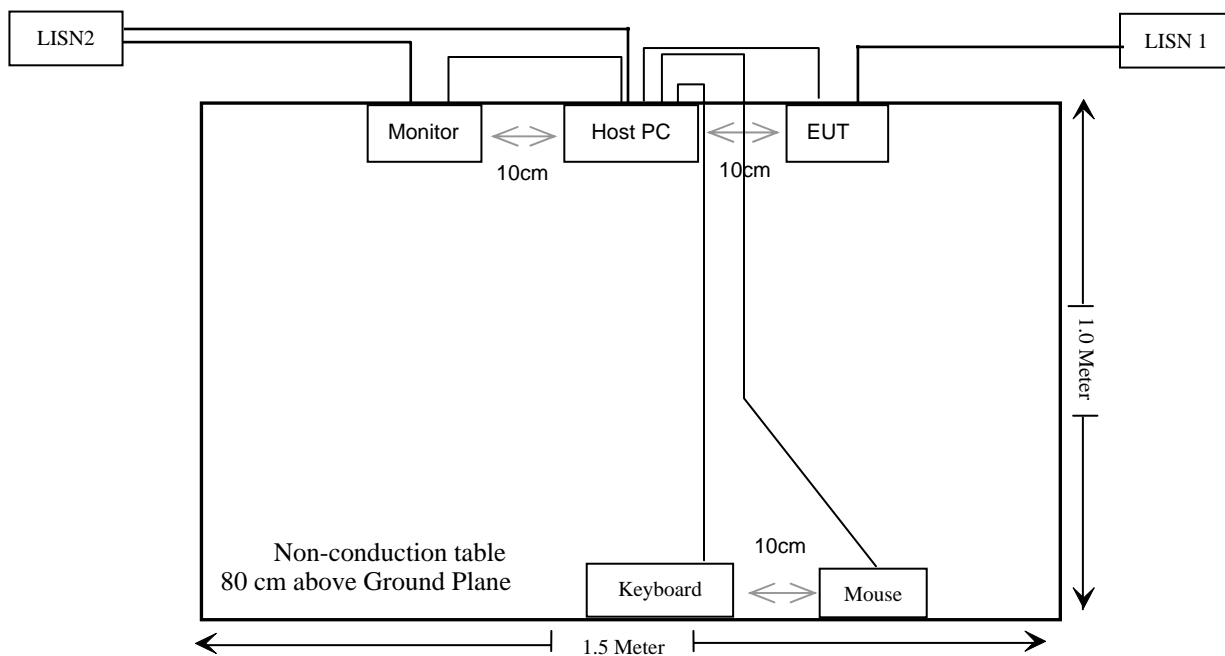 LISN2
LISN 1
Monitor
Host PC
EUT
10cm
10cm
1.0 Meter
Non-conduction table
80 cm above Ground Plane
10cm
Keyboard
Mouse
1.5 Meter